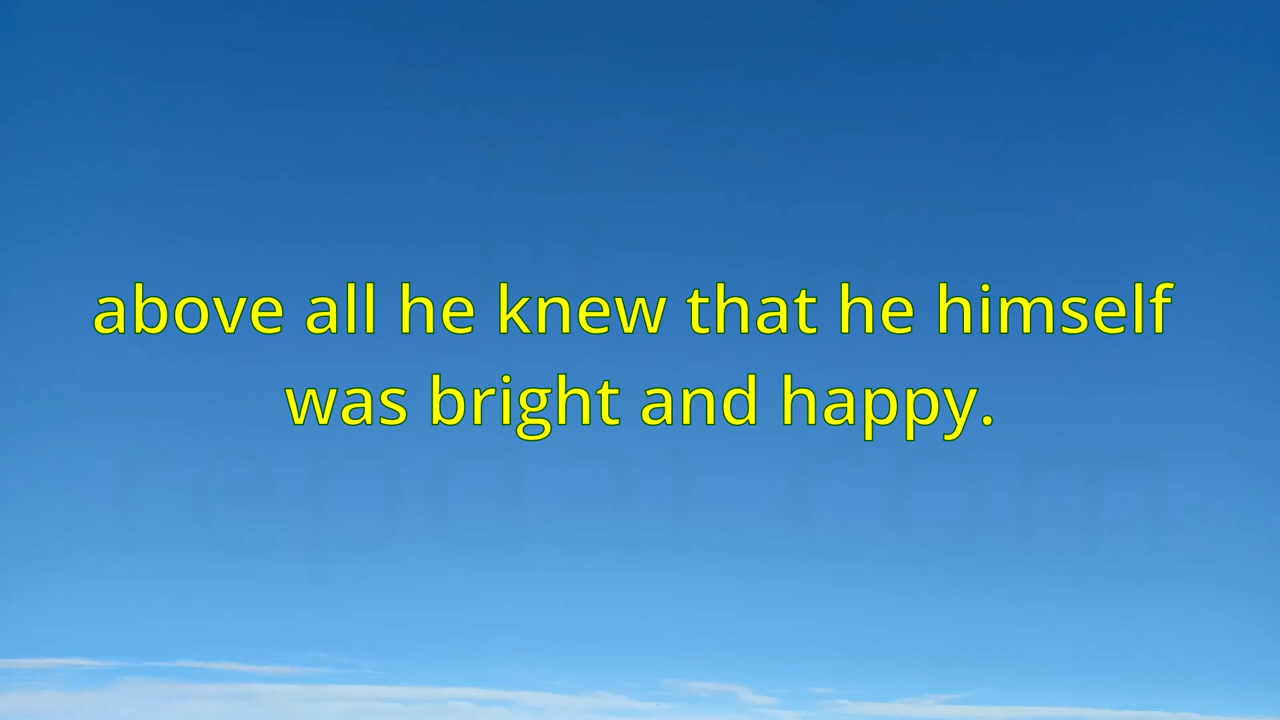 above all he knew that he himself
was bright and happy.